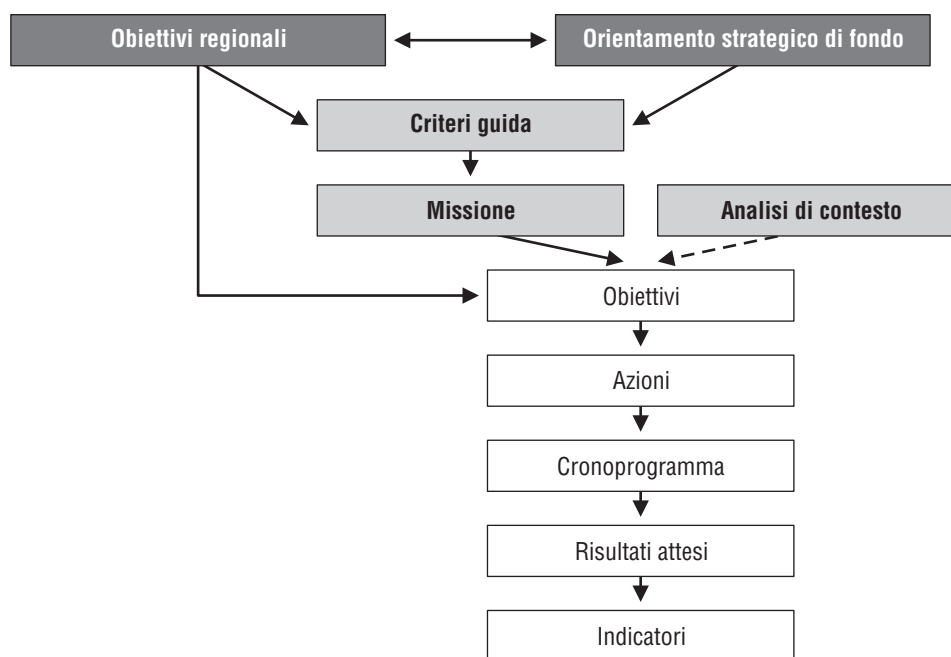 Obiettivi regionali
Orientamento strategico di fondo
Criteri guida
Missione
Analisi di contesto
Obiettivi
Azioni
Cronoprogramma
Risultati attesi
Indicatori